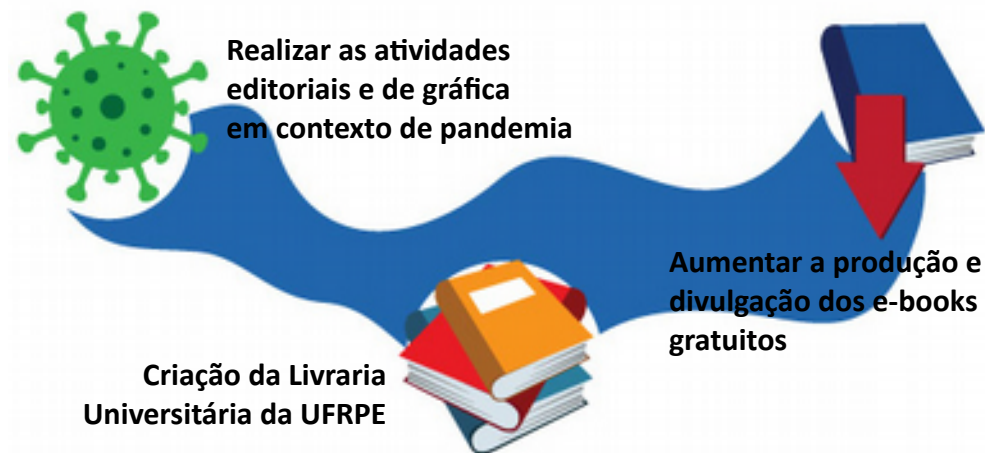 Realizar as atividades
editoriais e de gráfica
em contexto de pandemia
Aumentar a produção e
divulgação dos e-books
gratuitos
Criação da Livraria
Universitária da UFRPE